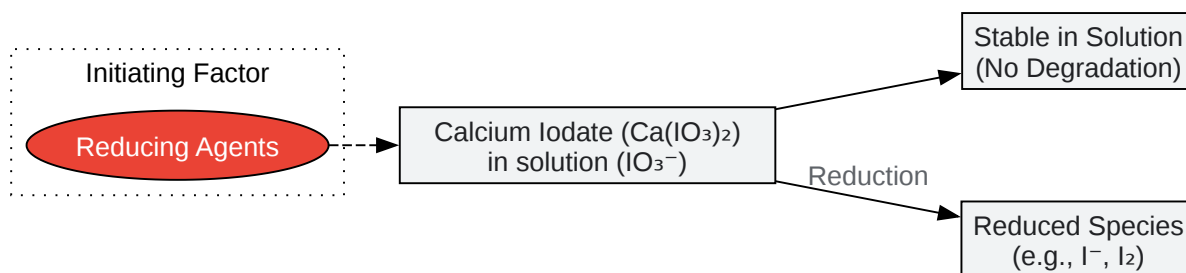 Initiating Factor
Reducing Agents
Calcium Iodate (Ca(IO₃)₂)
in solution (IO₃⁻)
Stable in Solution
(No Degradation)
Reduction
Reduced Species
(e.g., I⁻, I₂)